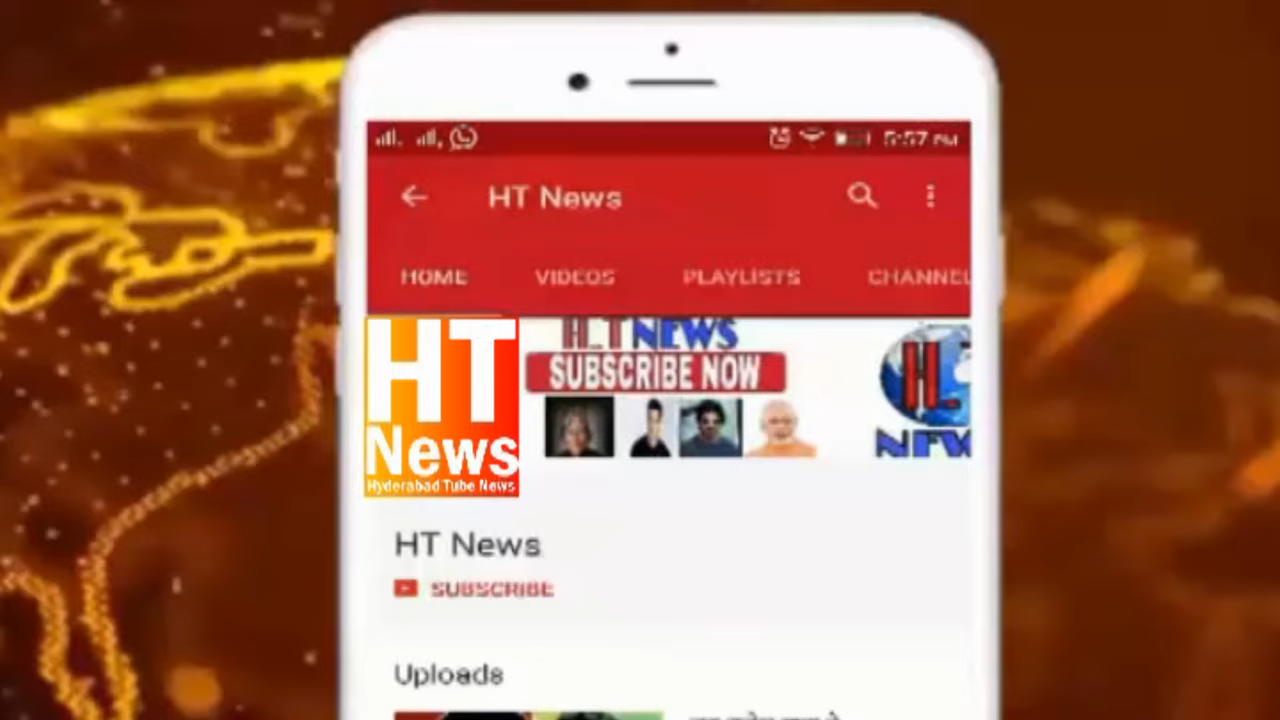 5:57 PM
HT News
HOME VIDEOS PLAYLISTS CHANNEL
HT
News
Hyderabad Tube News
H_T NEWS
SUBSCRIBE NOW
HT News
SUBSCRIBE
Uploads